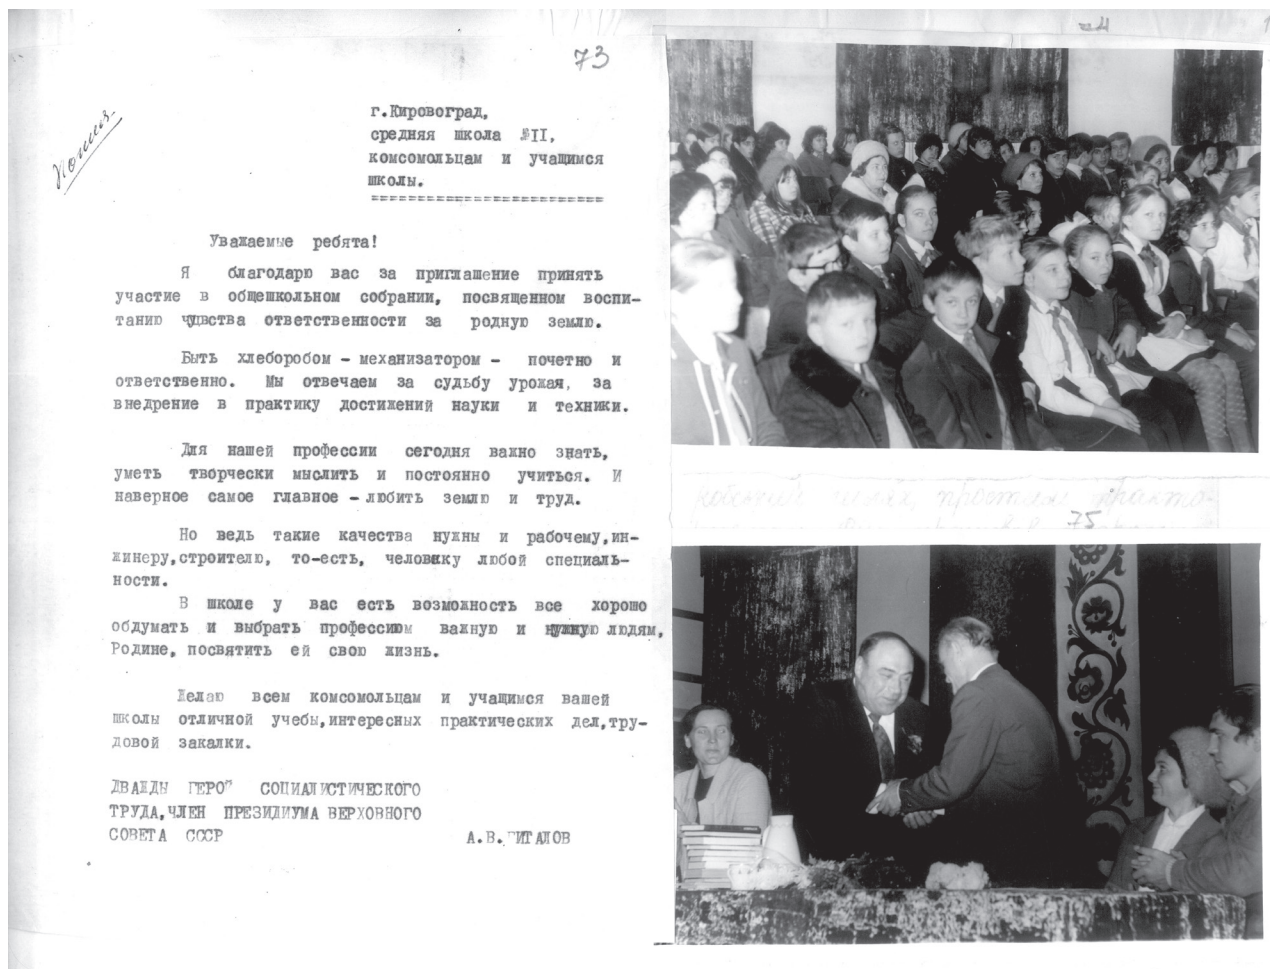 73
Копия
г.Кировоград,
средняя школа №II,
комсомольцам и учащимся
школы.
==========================
Уважаемые ребята!
Я благодарю вас за приглашение принять
участие в общешкольном собрании, посвященном воспи-
танию чувства ответственности за родную землю.
Быть хлеборобом - механизатором - почетно и
ответственно. Мы отвечаем за судьбу урожая, за
внедрение в практику достижений науки и техники.
Для нашей профессии сегодня важно знать,
уметь творчески мыслить и постоянно учиться. И
наверное самое главное - любить землю и труд.
Но ведь такие качества нужны и рабочему,ин-
жинеру,строителю, то-есть, человеку любой специаль-
ности.
В школе у вас есть возможность все хорошо
обдумать и выбрать профессию важную и нужную людям,
Родине, посвятить ей свою жизнь.
Желаю всем комсомольцам и учащимся вашей
школы отличной учебы,интересных практических дел,тру-
довой закалки.
ДВАЖДЫ ГЕРОЙ СОЦИАЛИСТИЧЕСКОГО
ТРУДА,ЧЛЕН ПРЕЗИДИУМА ВЕРХОВНОГО
СОВЕТА СССР А.В.ГИТАЛОВ
75